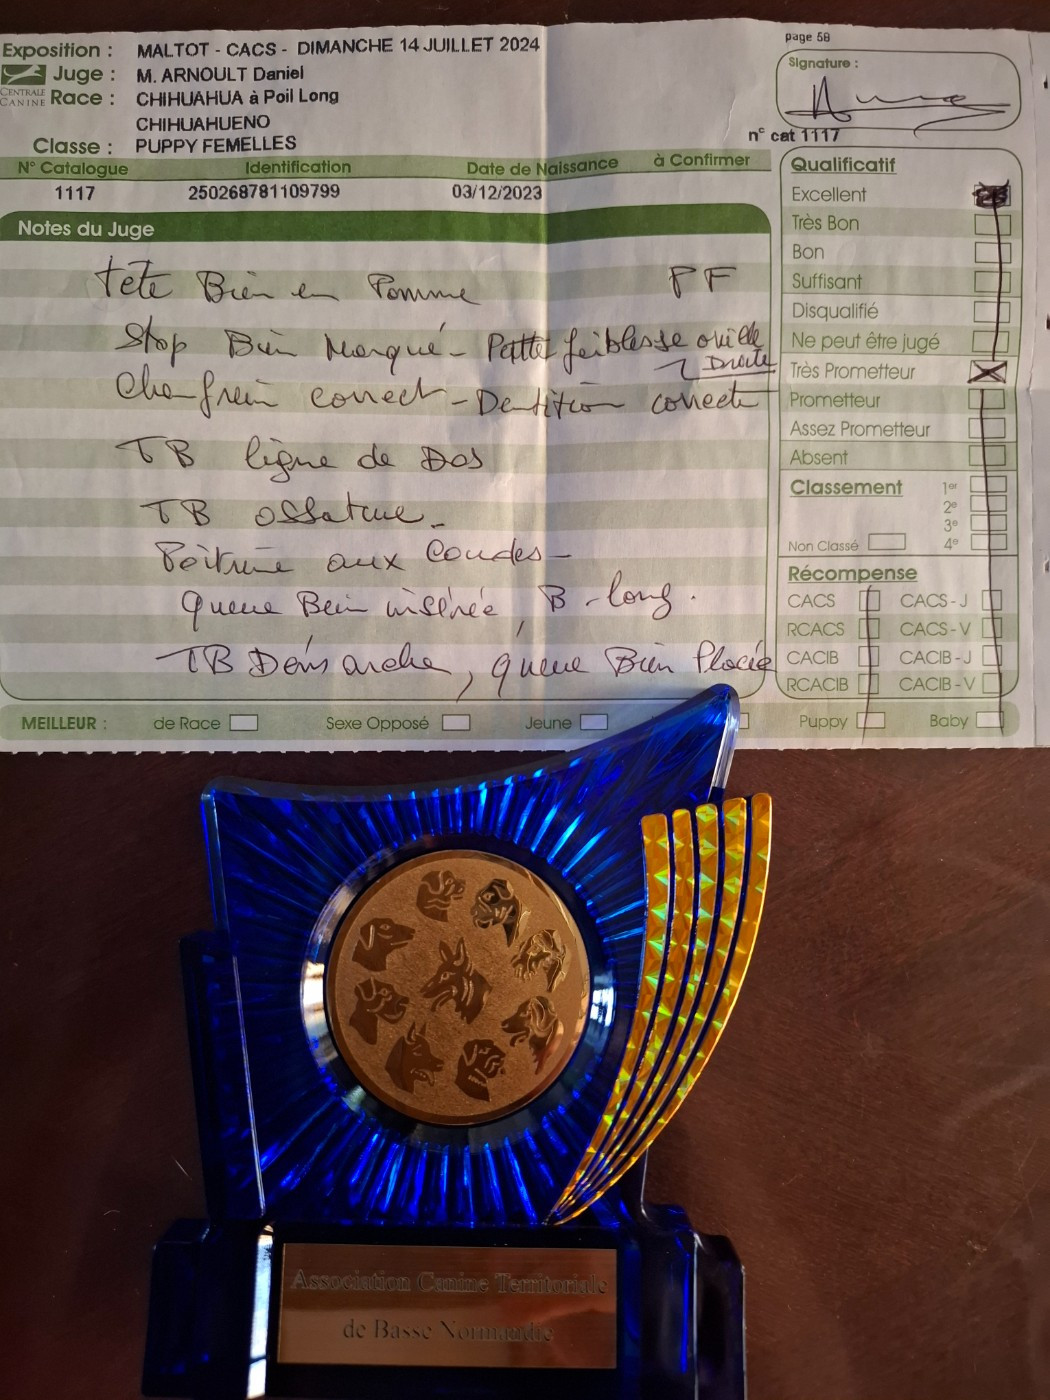 page 58
Exposition : MALTOT - CACS - DIMANCHE 14 JUILLET 2024
Signature :
Juge : M. ARNOULT Daniel
CENTRALE CANINE
Race : CHIHUAHUA à Poil Long
CHIHUAHUENO
n° cat 1117
Classe : PUPPY FEMELLES
N° Catalogue Identification Date de Naissance à Confirmer
1117 250268781109799 03/12/2023
Notes du Juge
tête Bien en Pomme PF
Stop Bien Marqué - Patte faiblesse oreille
Droite
Chanfrein correct - Dentition correcte
TB ligne de Dos
TB ossature -
Poitrine aux Coudes -
queue Bien insérée, B - long.
TB Démarche, queue Bien Placée
Qualificatif
Excellent
Très Bon
Bon
Suffisant
Disqualifié
Ne peut être jugé
Très Prometteur
Prometteur
Assez Prometteur
Absent
Classement 1er
2e
3e
Non Classé 4e
Récompense
CACS CACS - J
RCACS CACS - V
CACIB CACIB - J
RCACIB CACIB - V
MEILLEUR : de Race Sexe Opposé Jeune Puppy Baby
Association Canine Territoriale
de Basse Normandie